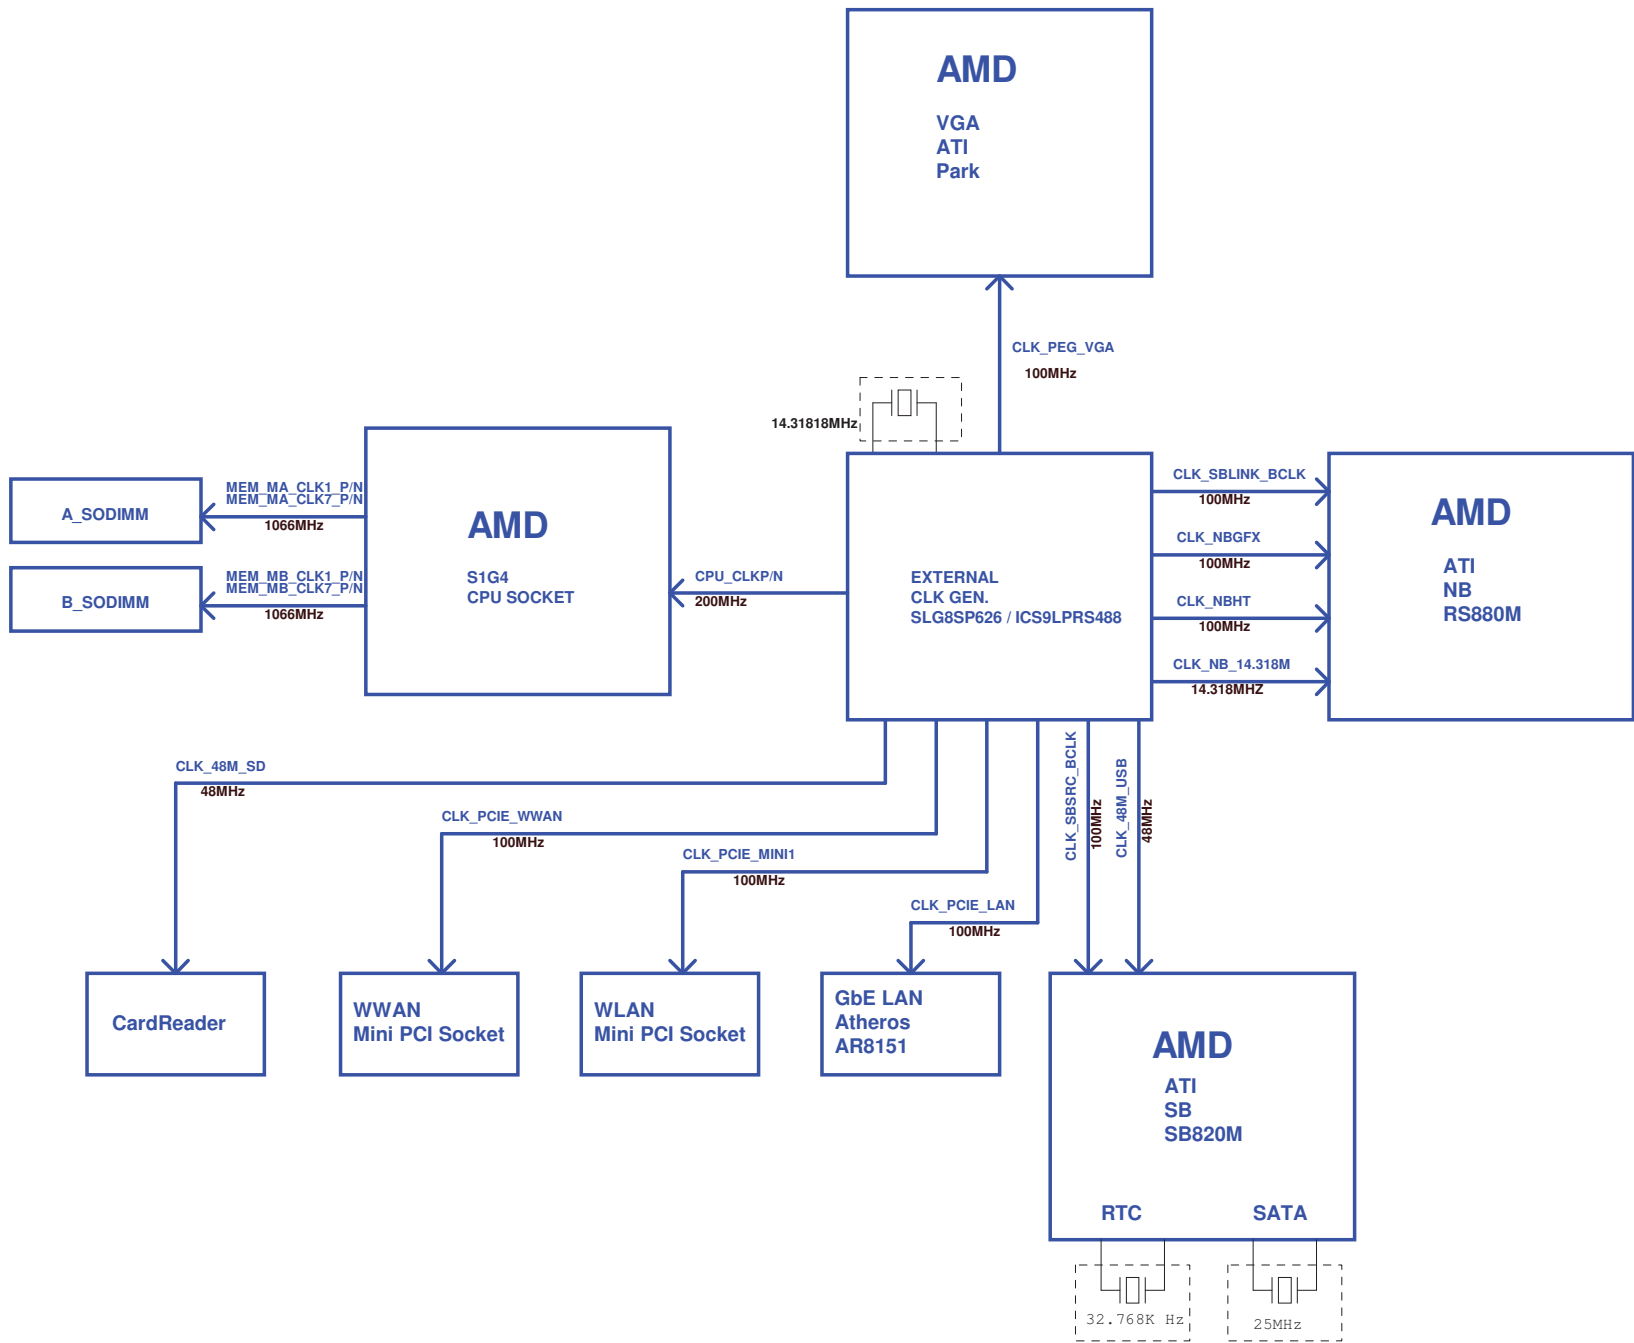 AMD
VGA
ATI
Park
CLK_PEG_VGA
100MHz
14.31818MHz
A_SODIMM
MEM_MA_CLK1_P/N
MEM_MA_CLK7_P/N
1066MHz
B_SODIMM
MEM_MB_CLK1_P/N
MEM_MB_CLK7_P/N
1066MHz
AMD
S1G4
CPU SOCKET
CPU_CLKP/N
200MHz
EXTERNAL
CLK GEN.
SLG8SP626 / ICS9LPRS488
CLK_SBLINK_BCLK
100MHz
CLK_NBGFX
100MHz
CLK_NBHT
100MHz
CLK_NB_14.318M
14.318MHZ
AMD
ATI
NB
RS880M
CLK_48M_SD
48MHz
CLK_PCIE_WWAN
100MHz
CLK_PCIE_MINI1
100MHz
CLK_PCIE_LAN
100MHz
CLK_SBSRC_BCLK
100MHz
CLK_48M_USB
48MHz
CardReader
WWAN
Mini PCI Socket
WLAN
Mini PCI Socket
GbE LAN
Atheros
AR8151
AMD
ATI
SB
SB820M
RTC
SATA
32.768K Hz
25MHz